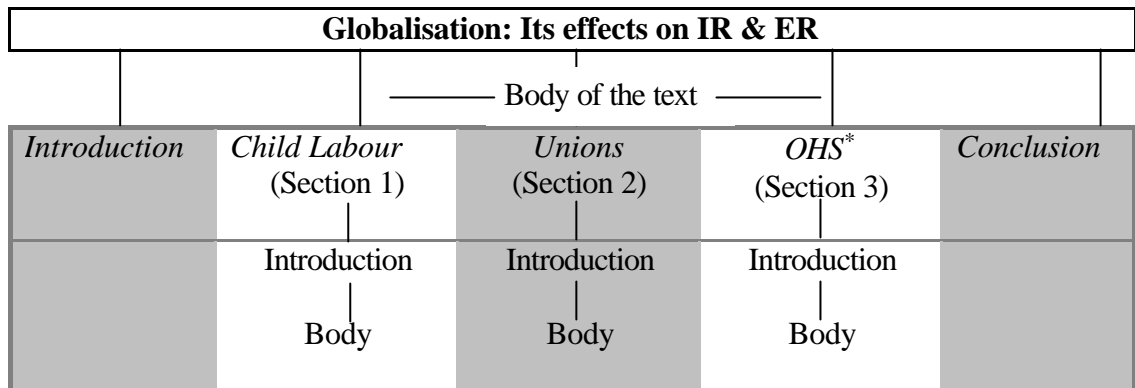 Globalisation: Its effects on IR & ER
Body of the text
Introduction Child Labour Unions OHS* Conclusion
(Section 1) (Section 2) (Section 3)
Introduction Introduction Introduction
Body Body Body